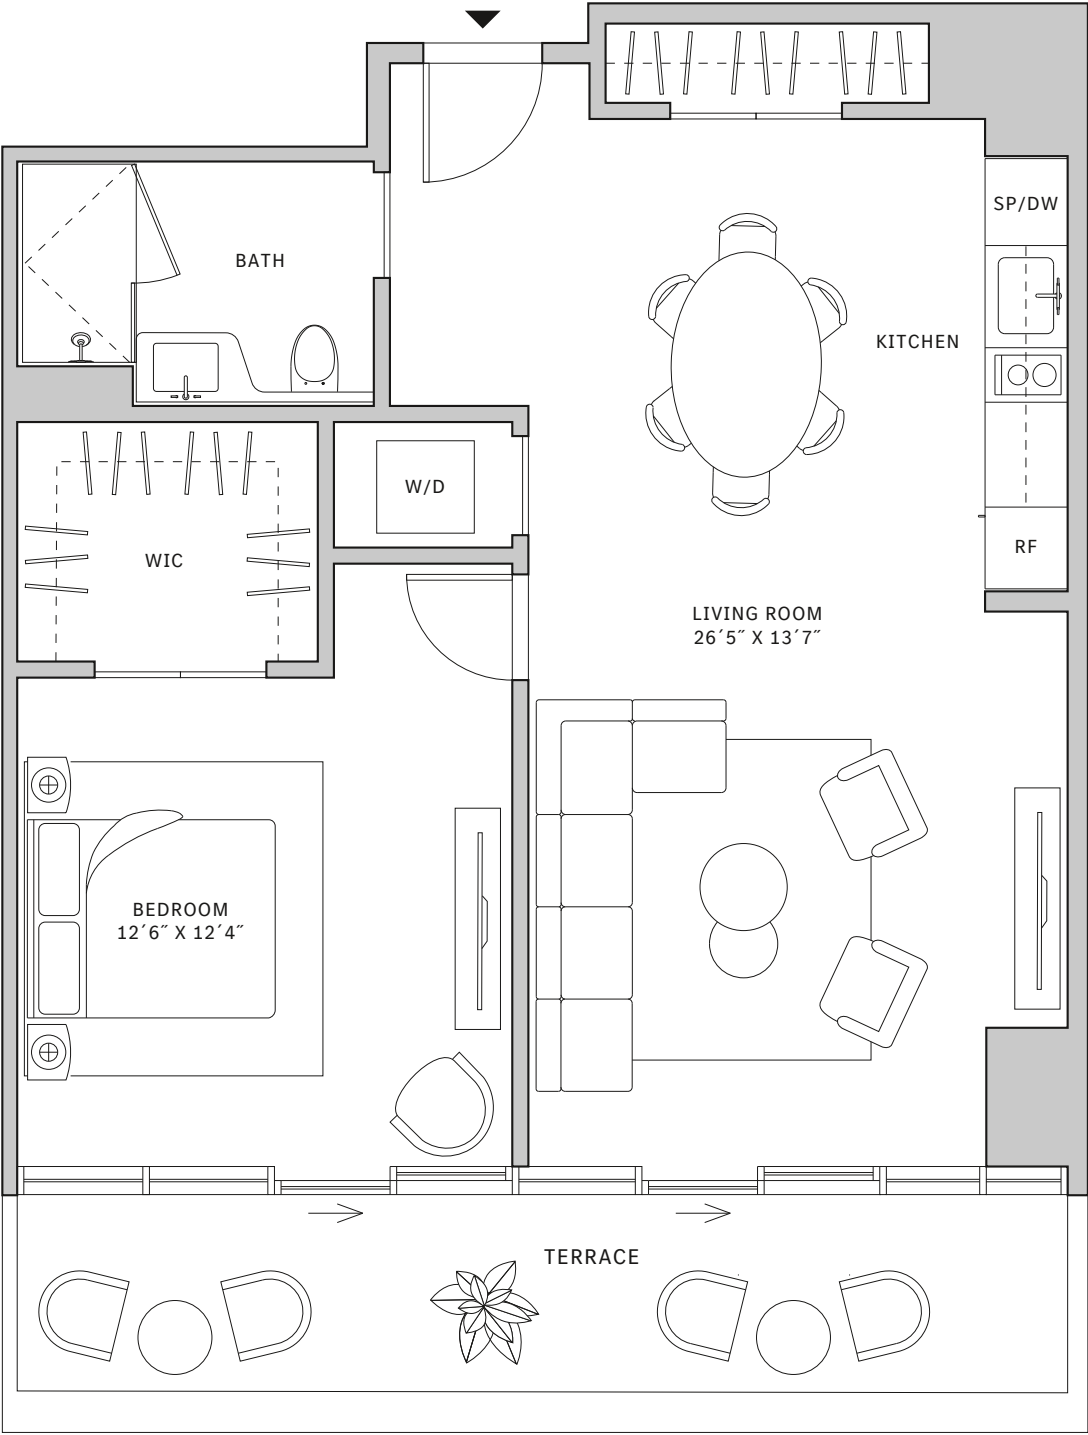 SP/DW
BATH
KITCHEN
W/D
RF
WIC
LIVING ROOM
26´5˝ X 13´7˝
BEDROOM
12´6˝ X 12´4˝
TERRACE